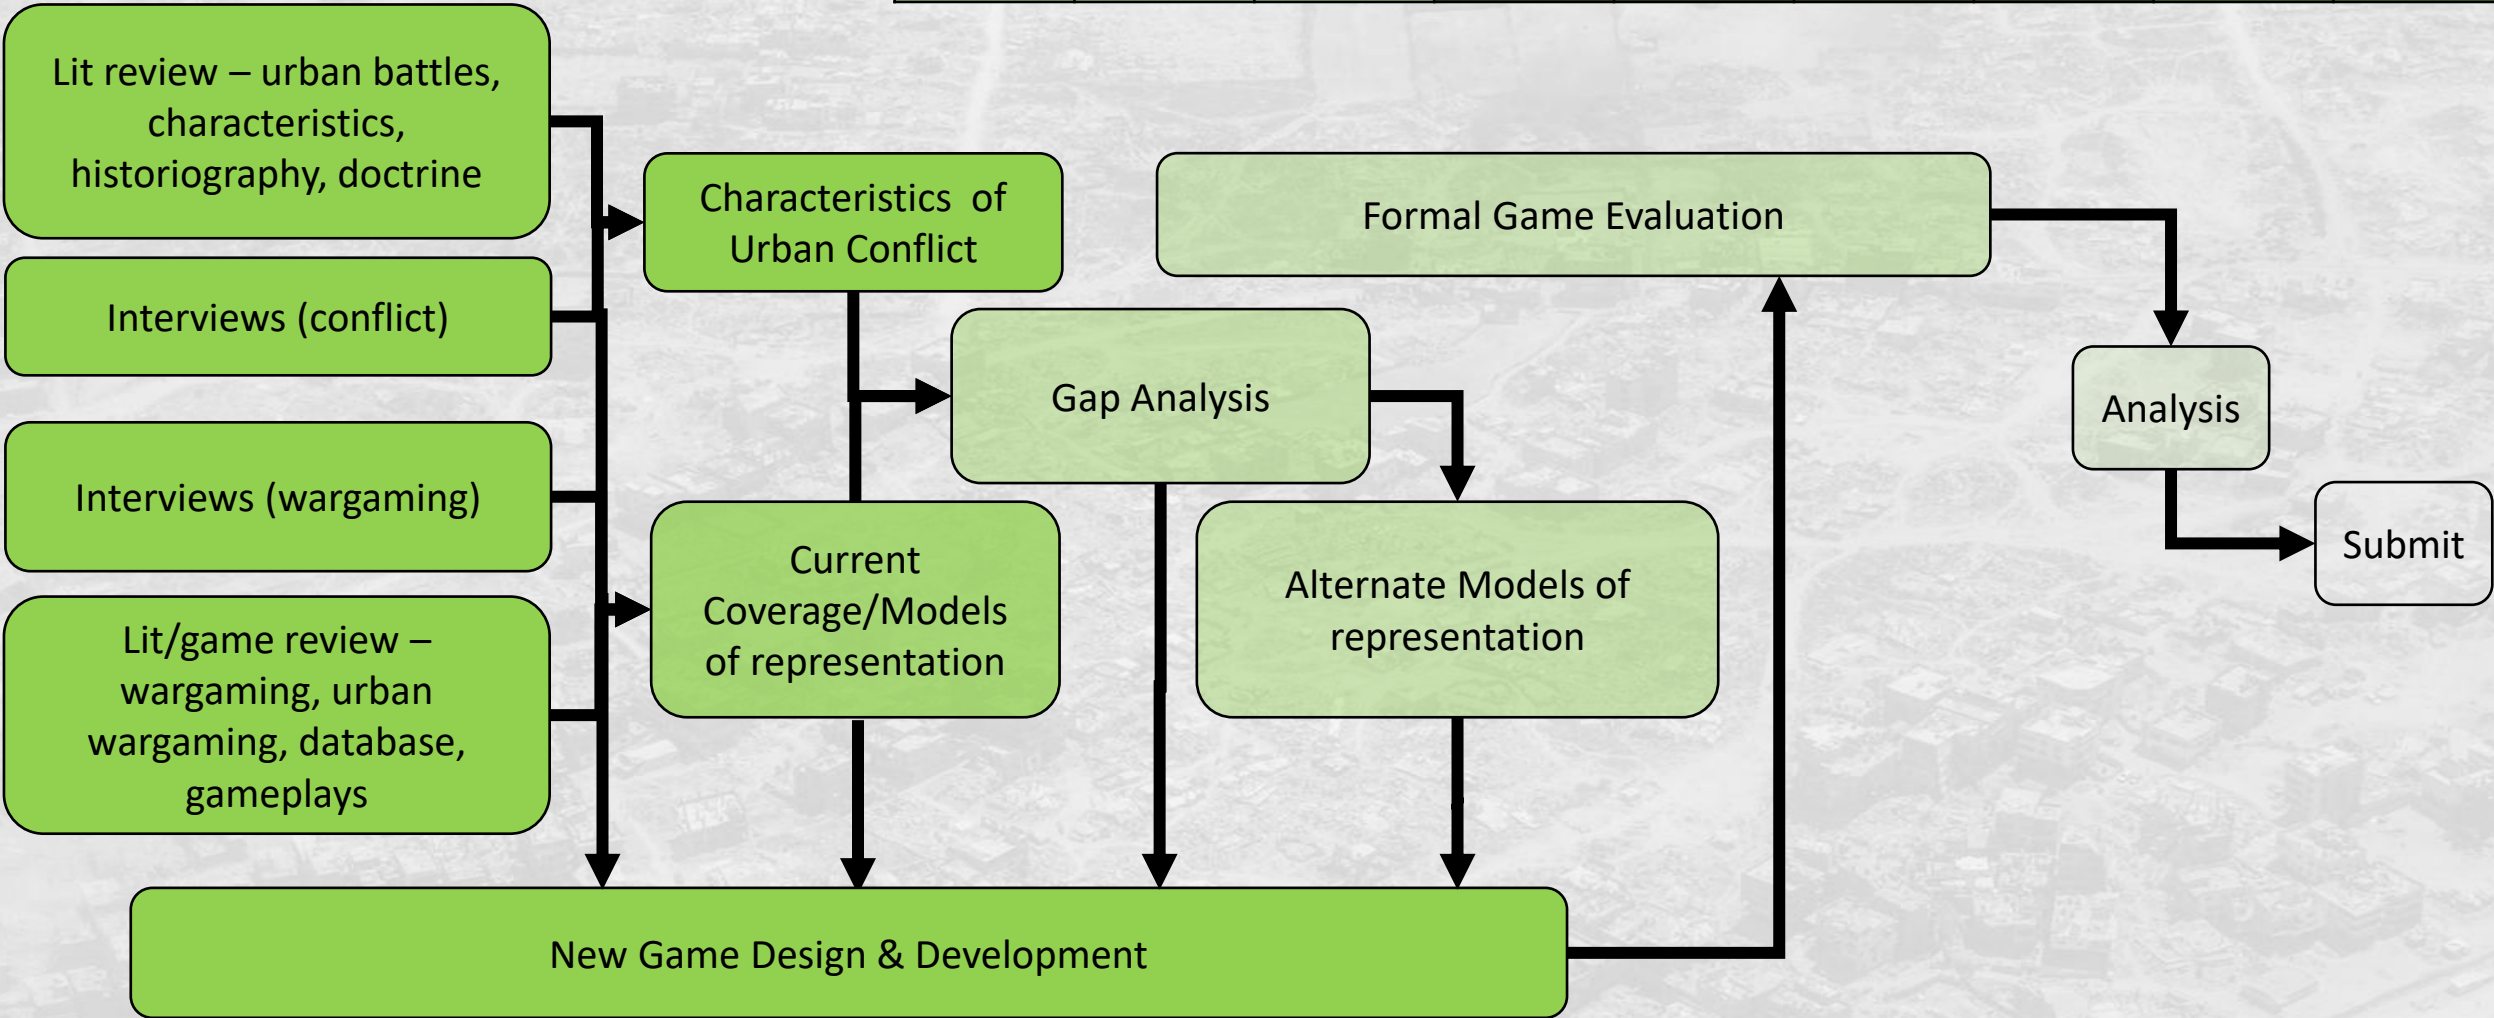 Lit review – urban battles,
characteristics,
historiography, doctrine
Interviews (conflict)
Interviews (wargaming)
Lit/game review –
wargaming, urban
wargaming, database,
gameplays
Characteristics  of
Urban Conflict
Current
Coverage/Models
of representation
Gap Analysis
Alternate Models of
representation
Formal Game Evaluation
Analysis
Submit
New Game Design & Development